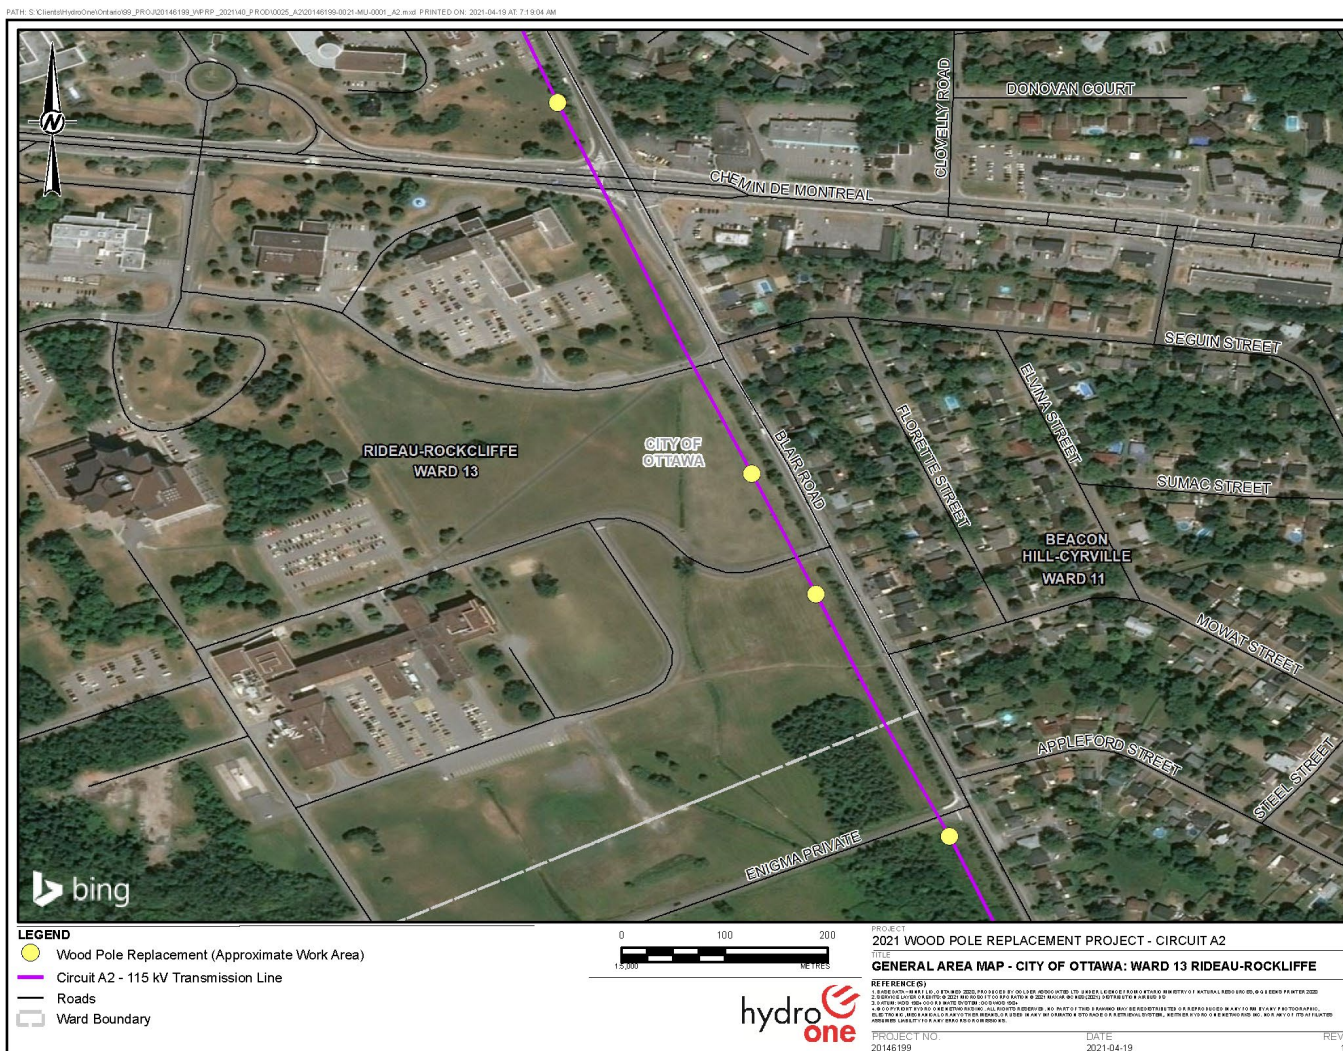 PATH: S:\Clients\HydroOne\Ontario\99_PROJ\20146199_WPRP_2021\40_PROD\0025_A2\20146199-0021-MU-0001_A2.mxd PRINTED ON: 2021-04-19 AT: 7:19:04 AM
N
DONOVAN COURT
CLOVELLY ROAD
CHEMIN DE MONTREAL
SEGUIN STREET
ELVINA STREET
FLORETTE STREET
BLAIR ROAD
RIDEAU-ROCKCLIFFE
WARD 13
CITY OF
OTTAWA
SUMAC STREET
BEACON
HILL-CYRVILLE
WARD 11
MOWAT STREET
APPLEFORD STREET
STEEL STREET
ENIGMA PRIVATE
bing
LEGEND
Wood Pole Replacement (Approximate Work Area)
Circuit A2 - 115 kV Transmission Line
Roads
Ward Boundary
0 100 200
1:5,000 METRES
hydro
one
PROJECT
2021 WOOD POLE REPLACEMENT PROJECT - CIRCUIT A2
TITLE
GENERAL AREA MAP - CITY OF OTTAWA: WARD 13 RIDEAU-ROCKLIFFE
REFERENCE(S)
PROJECT NO. DATE REV
20146199 2021-04-19